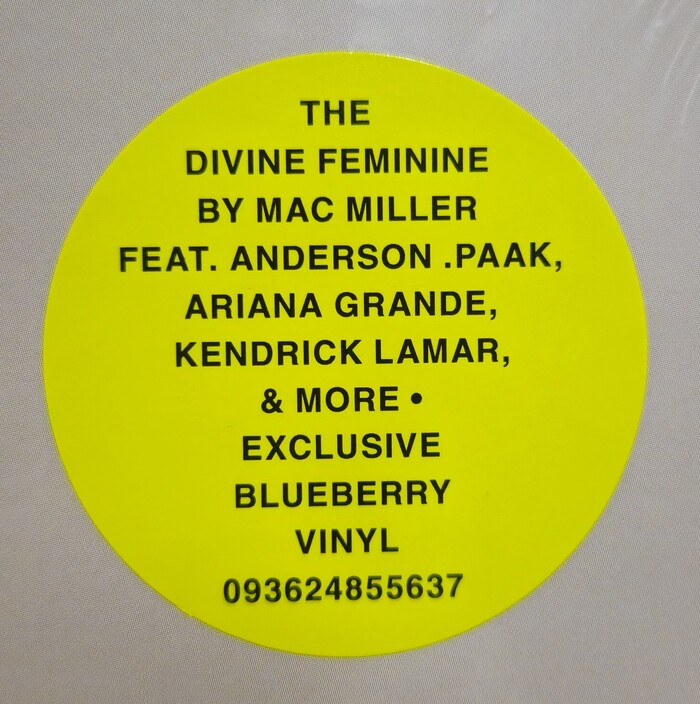 THE
DIVINE FEMININE
BY MAC MILLER
FEAT. ANDERSON .PAAK,
ARIANA GRANDE,
KENDRICK LAMAR,
& MORE •
EXCLUSIVE
BLUEBERRY
VINYL
093624855637